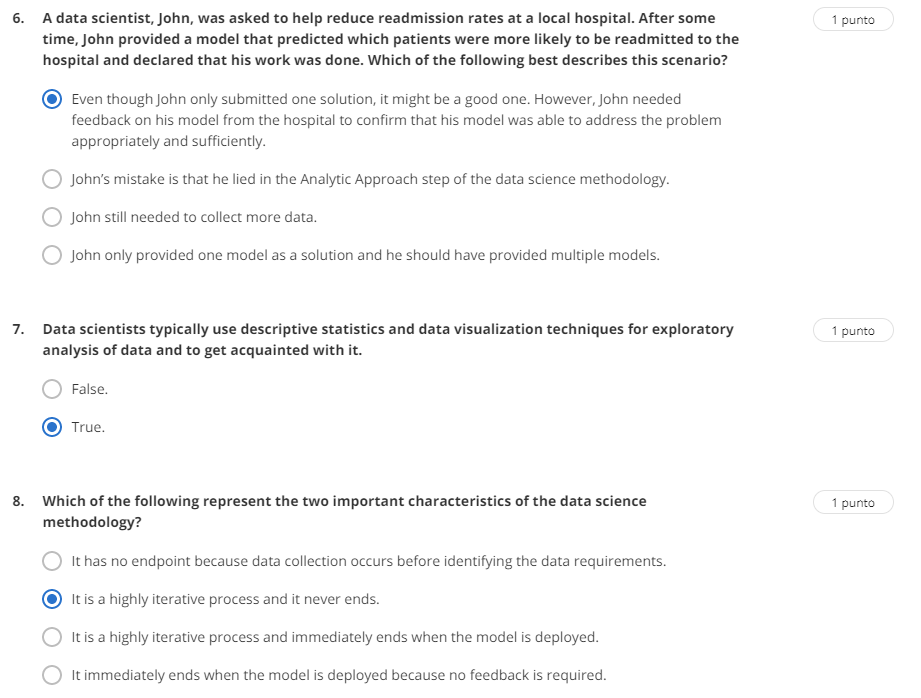 6. A data scientist, John, was asked to help reduce readmission rates at a local hospital. After some
1 punto
time, John provided a model that predicted which patients were more likely to be readmitted to the
hospital and declared that his work was done. Which of the following best describes this scenario?
Even though John only submitted one solution, it might be a good one. However, John needed
feedback on his model from the hospital to confirm that his model was able to address the problem
appropriately and sufficiently.
John’s mistake is that he lied in the Analytic Approach step of the data science methodology.
John still needed to collect more data.
John only provided one model as a solution and he should have provided multiple models.
7. Data scientists typically use descriptive statistics and data visualization techniques for exploratory
1 punto
analysis of data and to get acquainted with it.
False.
True.
8. Which of the following represent the two important characteristics of the data science
1 punto
methodology?
It has no endpoint because data collection occurs before identifying the data requirements.
It is a highly iterative process and it never ends.
It is a highly iterative process and immediately ends when the model is deployed.
It immediately ends when the model is deployed because no feedback is required.